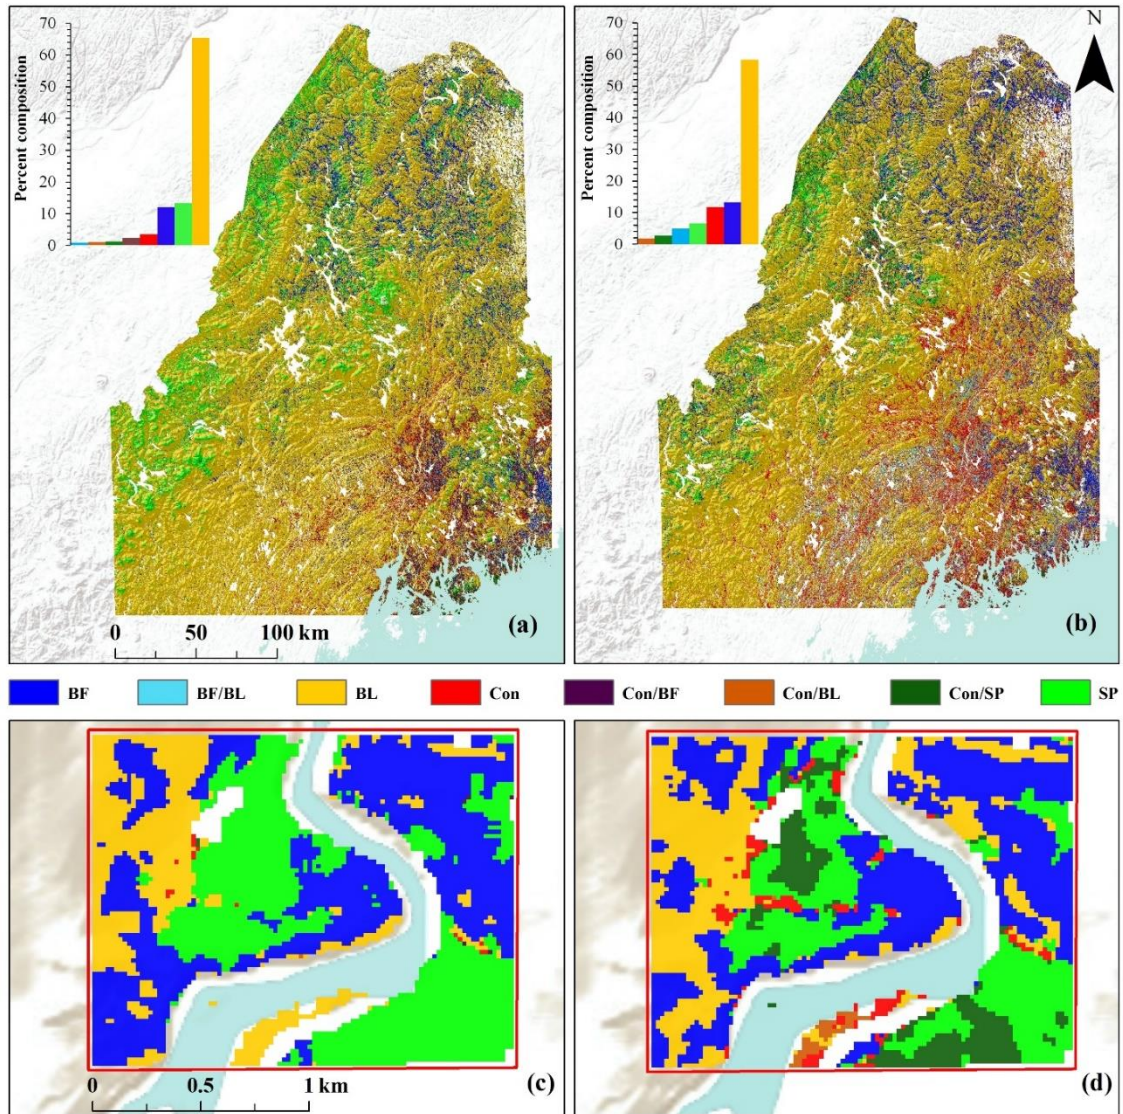 Percent composition
70
60
50
40
30
20
10
0
0 50 100 km
(a)
Percent composition
70
60
50
40
30
20
10
0
N
(b)
BF BF/BL BL Con Con/BF Con/BL Con/SP SP
0 0.5 1 km
(c)
(d)